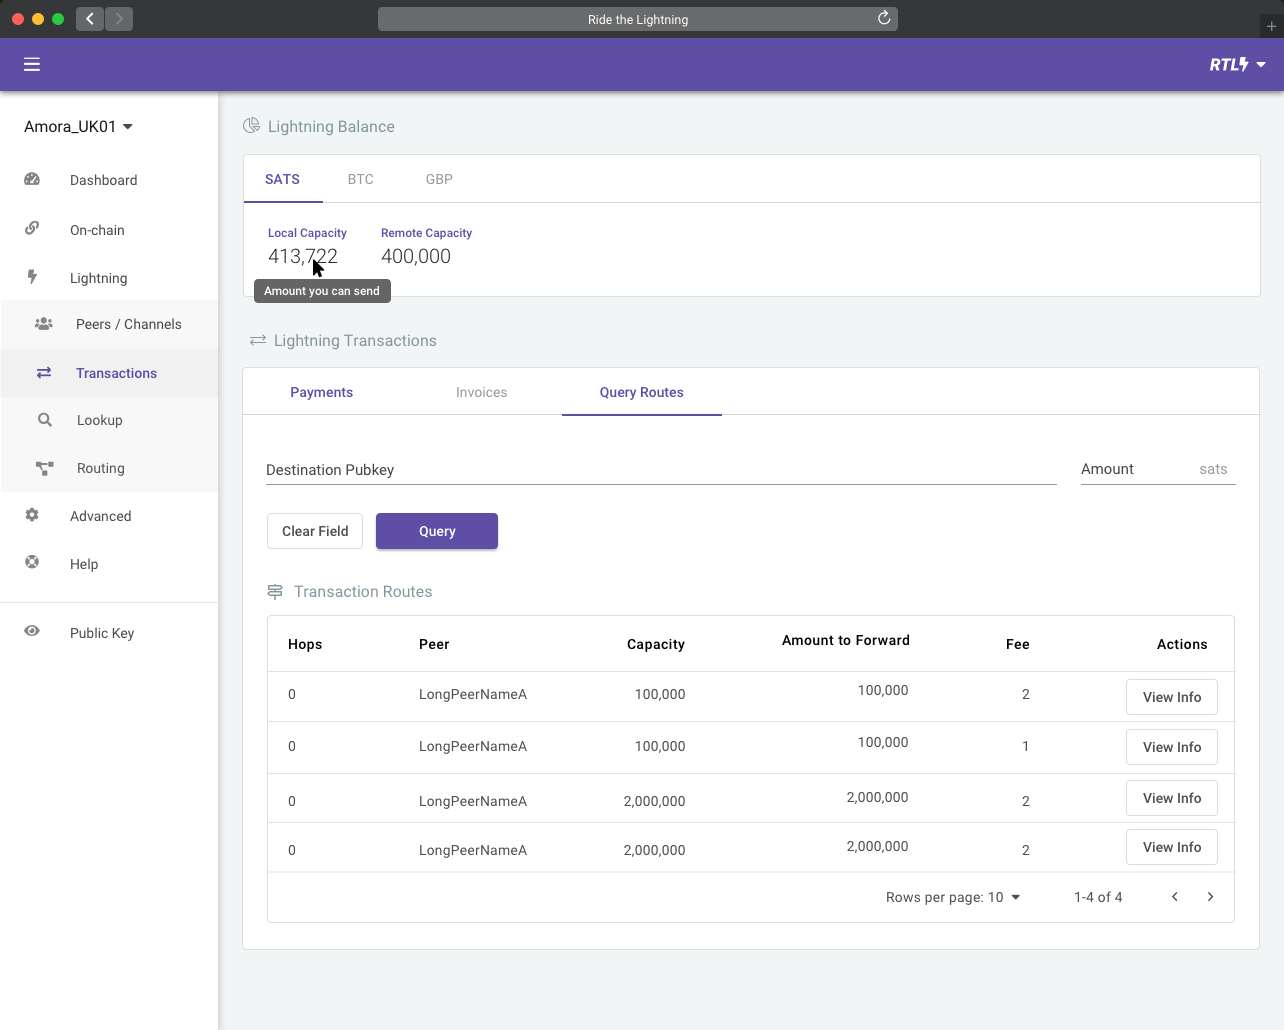 Ride the Lightning
RTL
Amora_UK01
Dashboard
On-chain
Lightning
Peers / Channels
Transactions
Lookup
Routing
Advanced
Help
Public Key
Lightning Balance
SATS BTC GBP
Local Capacity Remote Capacity
413,722 400,000
Amount you can send
Lightning Transactions
Payments Invoices Query Routes
Destination Pubkey Amount sats
Clear Field Query
Transaction Routes
Hops Peer Capacity Amount to Forward Fee Actions
0 LongPeerNameA 100,000 100,000 2 View Info
0 LongPeerNameA 100,000 100,000 1 View Info
0 LongPeerNameA 2,000,000 2,000,000 2 View Info
0 LongPeerNameA 2,000,000 2,000,000 2 View Info
Rows per page: 10 1-4 of 4